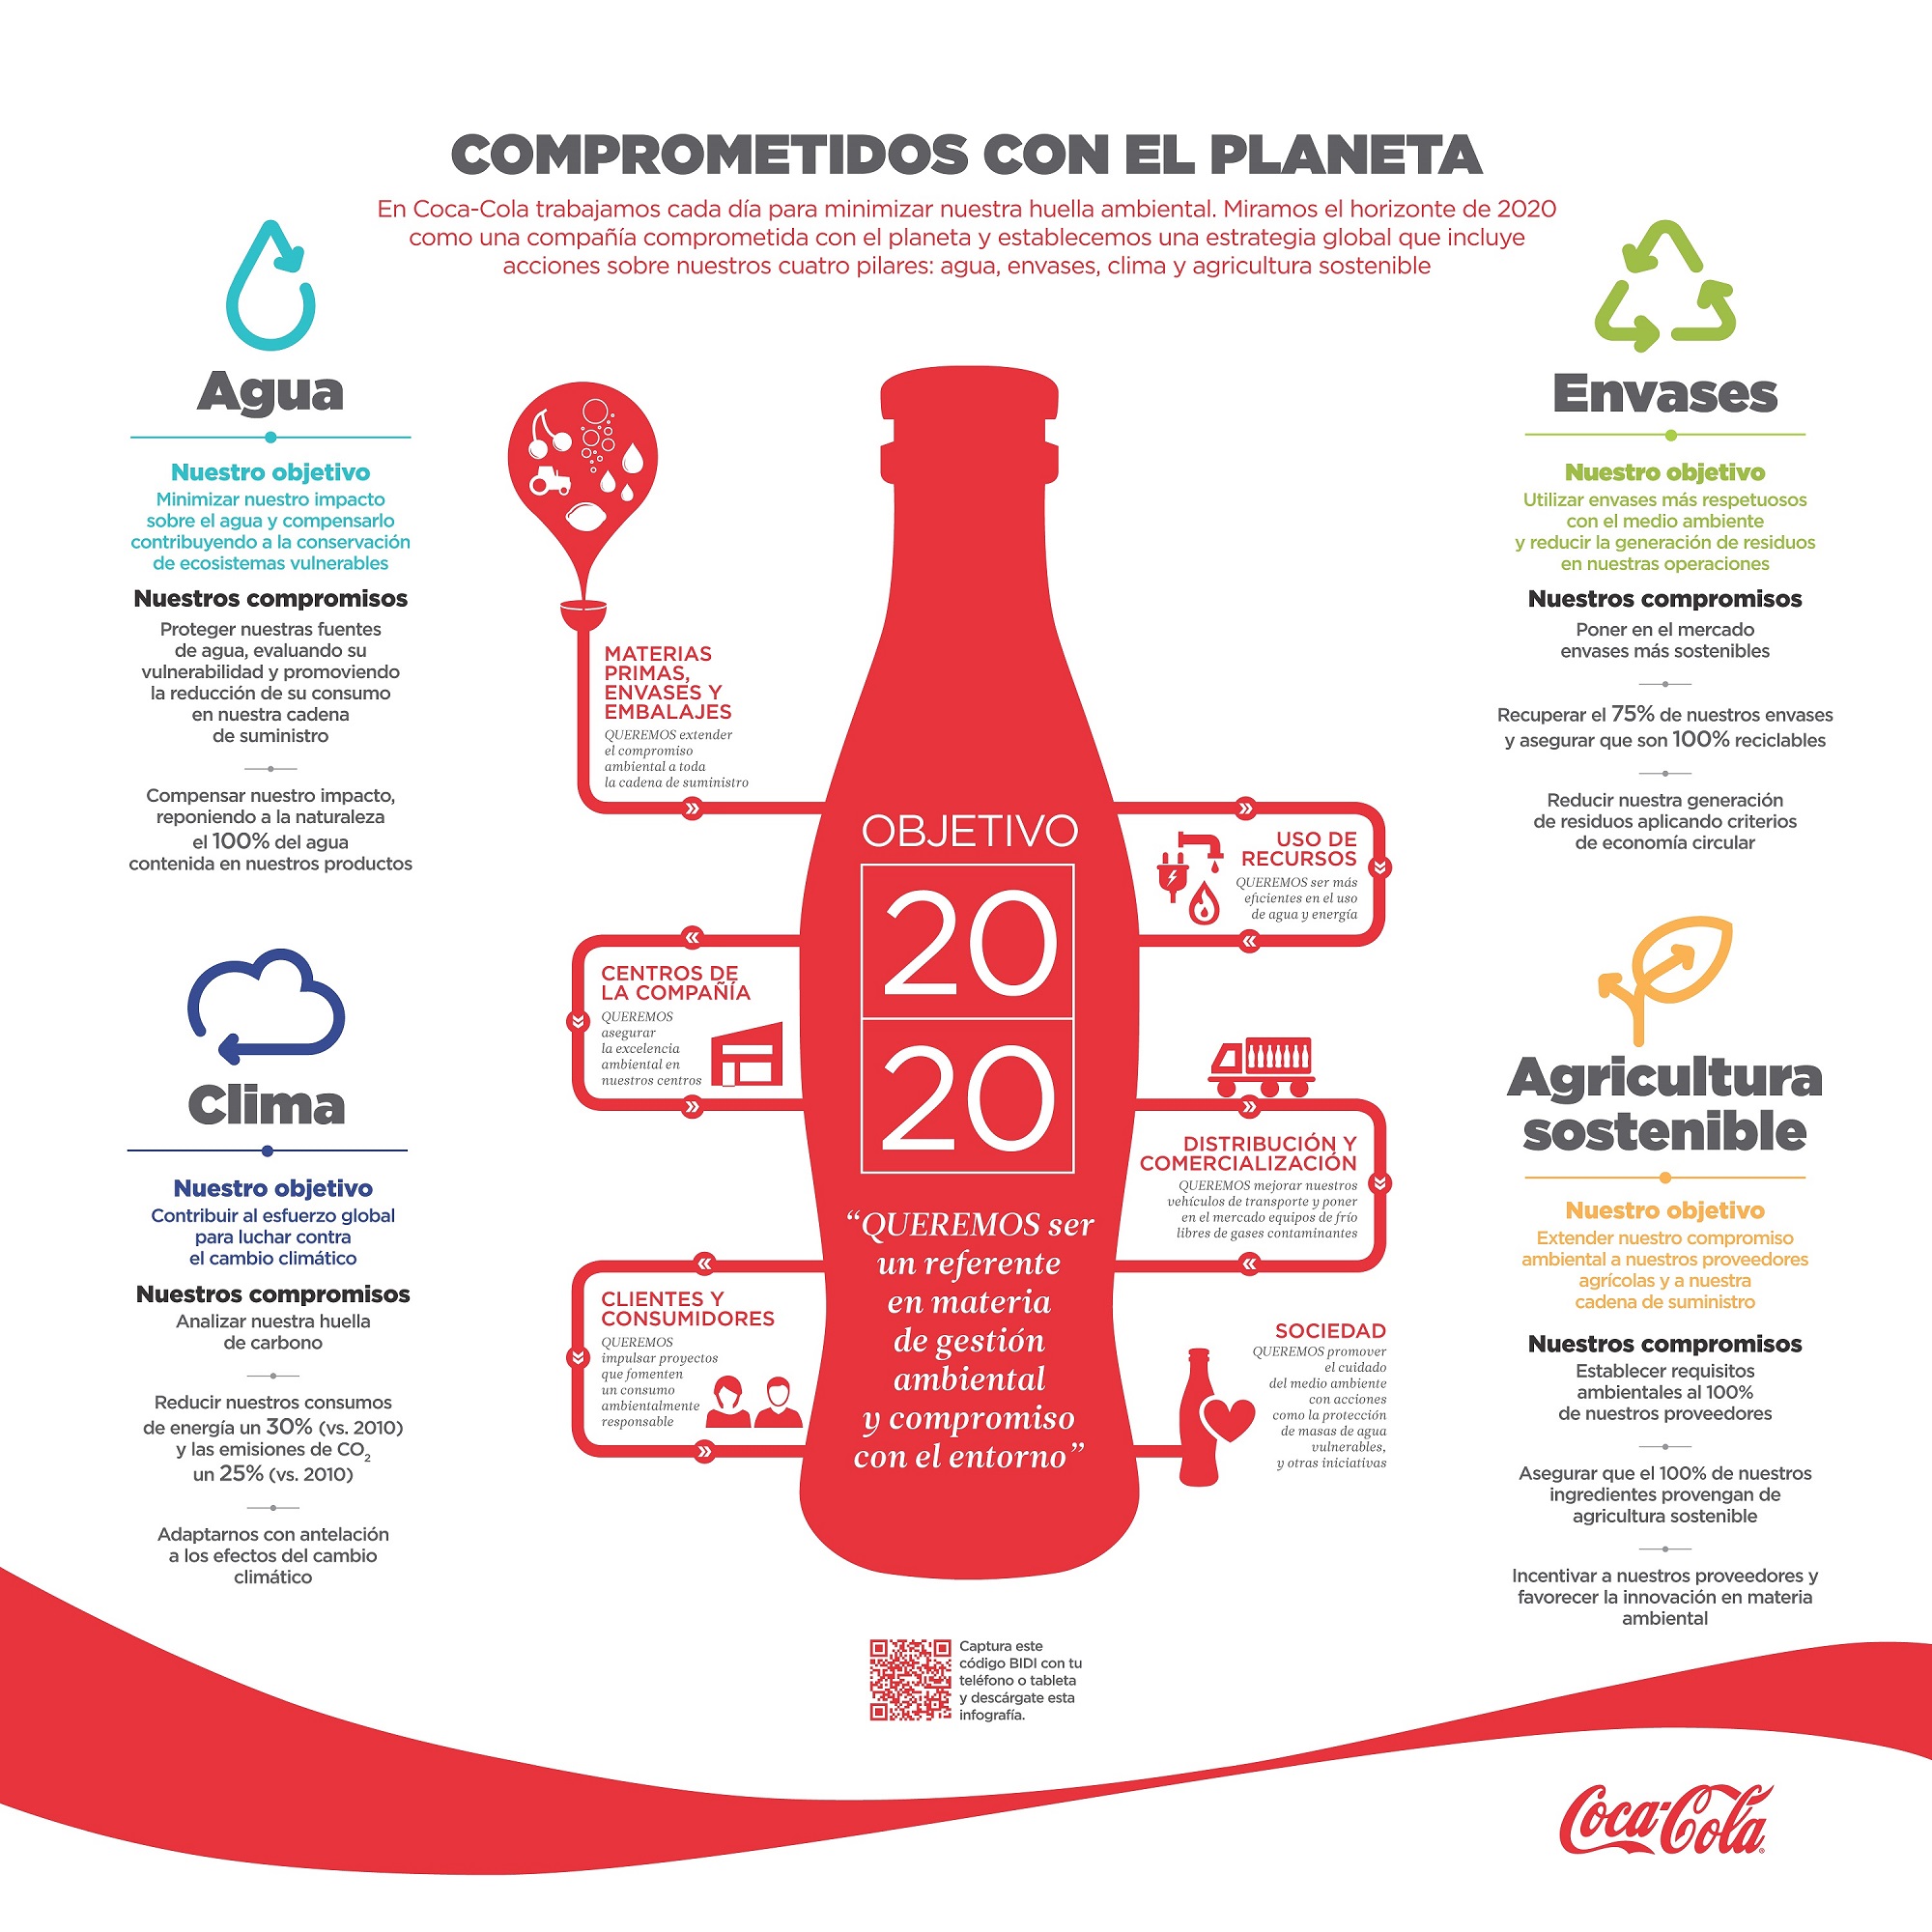 COMPROMETIDOS CON EL PLANETA
En Coca-Cola trabajamos cada día para minimizar nuestra huella ambiental. Miramos el horizonte de 2020
como una compañía comprometida con el planeta y establecemos una estrategia global que incluye
acciones sobre nuestros cuatro pilares: agua, envases, clima y agricultura sostenible
Agua
Nuestro objetivo
Minimizar nuestro impacto
sobre el agua y compensarlo
contribuyendo a la conservación
de ecosistemas vulnerables
Nuestros compromisos
Proteger nuestras fuentes
de agua, evaluando su
vulnerabilidad y promoviendo
la reducción de su consumo
en nuestra cadena
de suministro
Compensar nuestro impacto,
reponiendo a la naturaleza
el 100% del agua
contenida en nuestros productos
Clima
Nuestro objetivo
Contribuir al esfuerzo global
para luchar contra
el cambio climático
Nuestros compromisos
Analizar nuestra huella
de carbono
Reducir nuestros consumos
de energía un 30% (vs. 2010)
y las emisiones de CO₂
un 25% (vs. 2010)
Adaptarnos con antelación
a los efectos del cambio
climático
MATERIAS
PRIMAS,
ENVASES Y
EMBALAJES
QUEREMOS extender
el compromiso
ambiental a toda
la cadena de suministro
USO DE
RECURSOS
QUEREMOS ser más
eficientes en el uso
de agua y energía
CENTROS DE
LA COMPAÑÍA
QUEREMOS
asegurar
la excelencia
ambiental en
nuestros centros
DISTRIBUCIÓN Y
COMERCIALIZACIÓN
QUEREMOS mejorar nuestros
vehículos de transporte y poner
en el mercado equipos de frío
libres de gases contaminantes
CLIENTES Y
CONSUMIDORES
QUEREMOS
impulsar proyectos
que fomenten
un consumo
ambientalmente
responsable
SOCIEDAD
QUEREMOS promover
el cuidado
del medio ambiente
con acciones
como la protección
de masas de agua
vulnerables,
y otras iniciativas
OBJETIVO
20
20
“QUEREMOS ser
un referente
en materia
de gestión
ambiental
y compromiso
con el entorno”
Envases
Nuestro objetivo
Utilizar envases más respetuosos
con el medio ambiente
y reducir la generación de residuos
en nuestras operaciones
Nuestros compromisos
Poner en el mercado
envases más sostenibles
Recuperar el 75% de nuestros envases
y asegurar que son 100% reciclables
Reducir nuestra generación
de residuos aplicando criterios
de economía circular
Agricultura
sostenible
Nuestro objetivo
Extender nuestro compromiso
ambiental a nuestros proveedores
agrícolas y a nuestra
cadena de suministro
Nuestros compromisos
Establecer requisitos
ambientales al 100%
de nuestros proveedores
Asegurar que el 100% de nuestros
ingredientes provengan de
agricultura sostenible
Incentivar a nuestros proveedores y
favorecer la innovación en materia
ambiental
Captura este
código BIDI con tu
teléfono o tableta
y descárgate esta
infografía.
Coca-Cola®